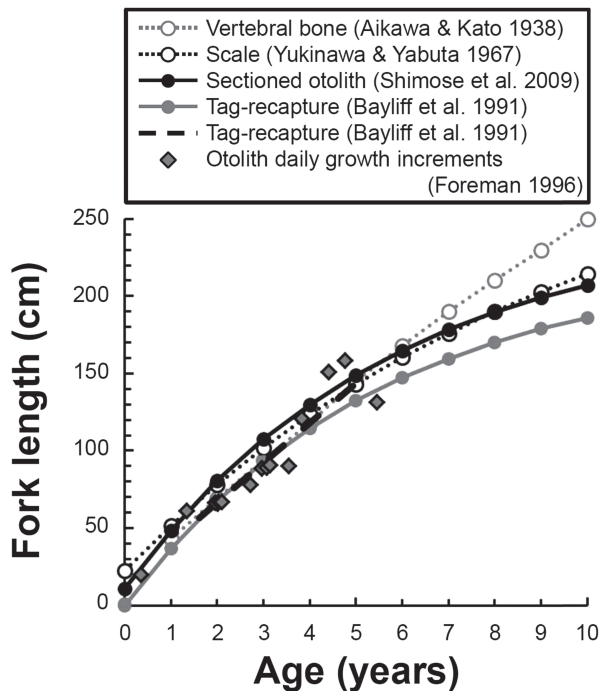 Vertebral bone (Aikawa & Kato 1938)
Scale (Yukinawa & Yabuta 1967)
Sectioned otolith (Shimose et al. 2009)
Tag-recapture (Bayliff et al. 1991)
Tag-recapture (Bayliff et al. 1991)
Otolith daily growth increments
(Foreman 1996)
250
200
150
100
50
0
Fork length (cm)
0 1 2 3 4 5 6 7 8 9 10
Age (years)